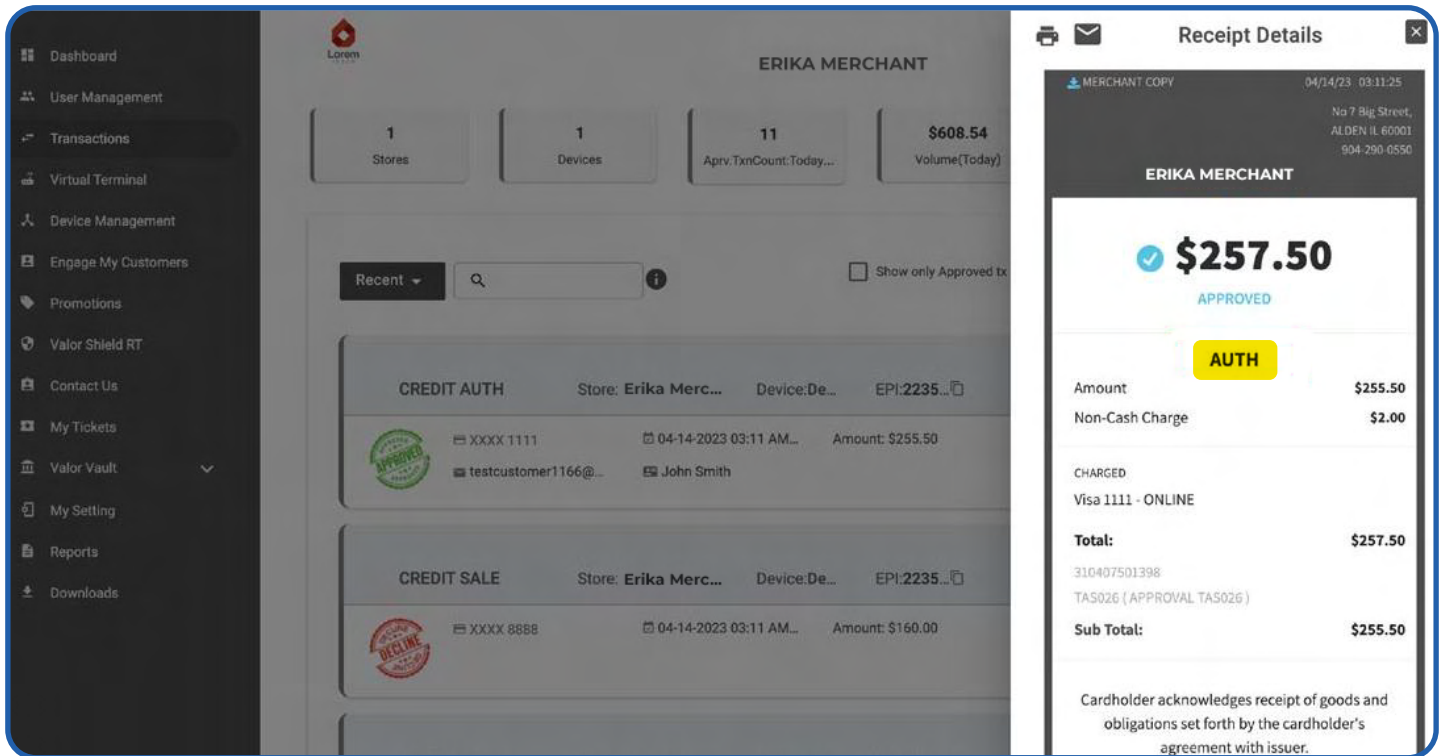 Dashboard
User Management
Transactions
Virtual Terminal
Device Management
Engage My Customers
Promotions
Valor Shield RT
Contact Us
My Tickets
Valor Vault
My Setting
Reports
Downloads
Lorem
ERIKA MERCHANT
1
Stores
1
Devices
11
Aprv.TxnCount:Today...
$608.54
Volume(Today)
Recent
Show only Approved tx
CREDIT AUTH Store: Erika Merc... Device:De... EPI:2235...
APPROVED
XXXX 1111 04-14-2023 03:11 AM... Amount: $255.50
testcustomer1166@... John Smith
CREDIT SALE Store: Erika Merc... Device:De... EPI:2235...
DECLINE
XXXX 8888 04-14-2023 03:11 AM... Amount: $160.00
Receipt Details
MERCHANT COPY 04/14/23 03:11:25
No 7 Big Street,
ALDEN IL 60001
904-290-0550
ERIKA MERCHANT
$257.50
APPROVED
AUTH
Amount $255.50
Non-Cash Charge $2.00
CHARGED
Visa 1111 - ONLINE
Total: $257.50
310407501398
TAS026 ( APPROVAL TAS026 )
Sub Total: $255.50
Cardholder acknowledges receipt of goods and
obligations set forth by the cardholder's
agreement with issuer.